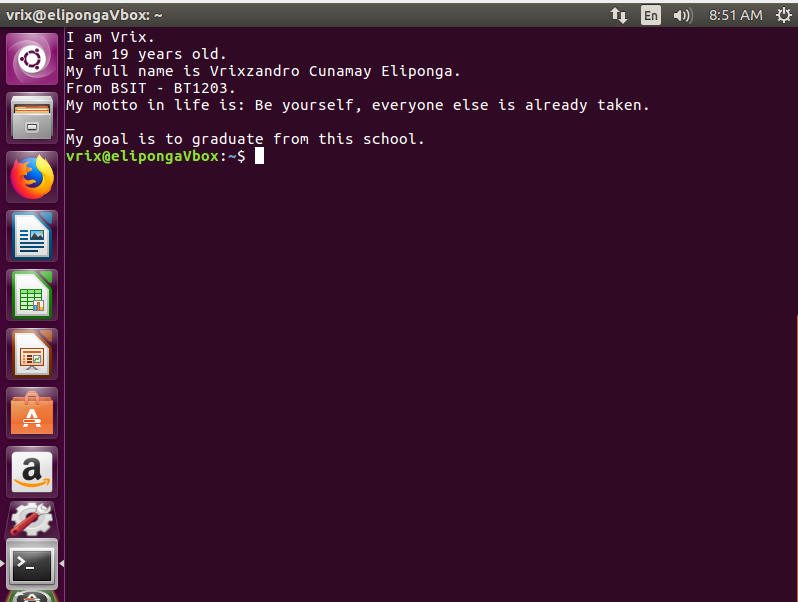 vrix@elipongaVbox: ~
En
8:51 AM
I am Vrix.
I am 19 years old.
My full name is Vrixzandro Cunamay Eliponga.
From BSIT - BT1203.
My motto in life is: Be yourself, everyone else is already taken.
_
My goal is to graduate from this school.
vrix@elipongaVbox:~$